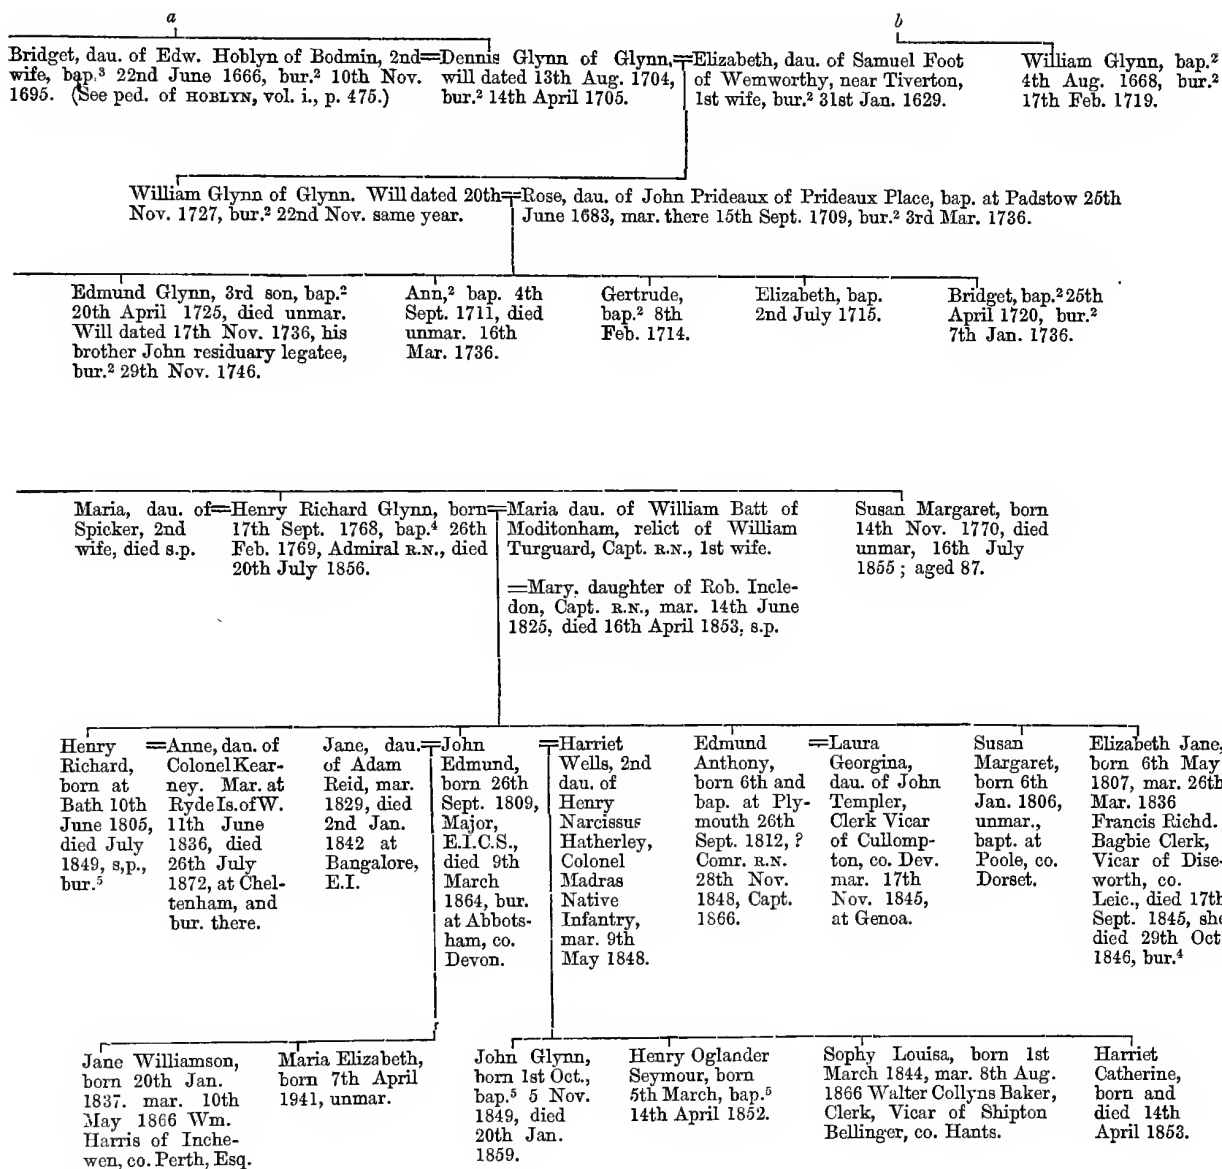 a
b
Bridget, dau. of Edw. Hoblyn of Bodmin, 2nd
wife, bap.³ 22nd June 1666, bur.² 10th Nov.
1695. (See ped. of HOBLYN, vol. i., p. 475.)
=Dennis Glynn of Glynn,
will dated 13th Aug. 1704,
bur.² 14th April 1705.
=Elizabeth, dau. of Samuel Foot
of Wemworthy, near Tiverton,
1st wife, bur.² 31st Jan. 1629.
William Glynn, bap.²
4th Aug. 1668, bur.²
17th Feb. 1719.
William Glynn of Glynn. Will dated 20th
Nov. 1727, bur.² 22nd Nov. same year.
=Rose, dau. of John Prideaux of Prideaux Place, bap. at Padstow 25th
June 1683, mar. there 15th Sept. 1709, bur.² 3rd Mar. 1736.
Edmund Glynn, 3rd son, bap.²
20th April 1725, died unmar.
Will dated 17th Nov. 1736, his
brother John residuary legatee,
bur.² 29th Nov. 1746.
Ann,² bap. 4th
Sept. 1711, died
unmar. 16th
Mar. 1736.
Gertrude,
bap.² 8th
Feb. 1714.
Elizabeth, bap.
2nd July 1715.
Bridget, bap.² 25th
April 1720, bur.²
7th Jan. 1736.
Maria, dau. of
Spicker, 2nd
wife, died s.p.
=Henry Richard Glynn, born
17th Sept. 1768, bap.⁴ 26th
Feb. 1769, Admiral R.N., died
20th July 1856.
=Maria dau. of William Batt of
Moditonham, relict of William
Turguard, Capt. R.N., 1st wife.
=Mary, daughter of Rob. Incle-
don, Capt. R.N., mar. 14th June
1825, died 16th April 1853, s.p.
Susan Margaret, born
14th Nov. 1770, died
unmar, 16th July
1855 ; aged 87.
Henry
Richard,
born at
Bath 10th
June 1805,
died July
1849, s,p.,
bur.⁵
=Anne, dau. of
Colonel Kear-
ney. Mar. at
Ryde Is. of W.
11th June
1836, died
26th July
1872, at Chel-
tenham, and
bur. there.
Jane, dau.
of Adam
Reid, mar.
1829, died
2nd Jan.
1842 at
Bangalore,
E.I.
=John
Edmund,
born 26th
Sept. 1809,
Major,
E.I.C.S.,
died 9th
March
1864, bur.
at Abbots-
ham, co.
Devon.
=Harriet
Wells, 2nd
dau. of
Henry
Narcissus
Hatherley,
Colonel
Madras
Native
Infantry,
mar. 9th
May 1848.
Edmund
Anthony,
born 6th and
bap. at Ply-
mouth 26th
Sept. 1812, ?
Comr. R.N.
28th Nov.
1848, Capt.
1866.
=Laura
Georgina,
dau. of John
Templer,
Clerk Vicar
of Cullomp-
ton, co. Dev.
mar. 17th
Nov. 1845,
at Genoa.
Susan
Margaret,
born 6th
Jan. 1806,
unmar.,
bapt. at
Poole, co.
Dorset.
Elizabeth Jane,
born 6th May
1807, mar. 26th
Mar. 1836
Francis Richd.
Bagbie Clerk,
Vicar of Dise-
worth, co.
Leic., died 17th
Sept. 1845, she
died 29th Oct
1846, bur.⁴
Jane Williamson,
born 20th Jan.
1837. mar. 10th
May 1866 Wm.
Harris of Inche-
wen, co. Perth, Esq.
Maria Elizabeth,
born 7th April
1941, unmar.
John Glynn,
born 1st Oct.,
bap.⁵ 5 Nov.
1849, died
20th Jan.
1859.
Henry Oglander
Seymour, born
5th March, bap.⁵
14th April 1852.
Sophy Louisa, born 1st
March 1844, mar. 8th Aug.
1866 Walter Collyns Baker,
Clerk, Vicar of Shipton
Bellinger, co. Hants.
Harriet
Catherine,
born and
died 14th
April 1853.